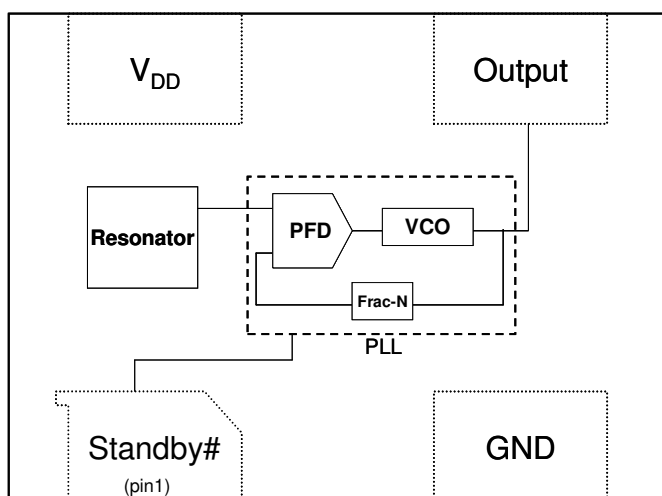 VDD
Output
Resonator
PFD
VCO
Frac-N
PLL
Standby#
(pin1)
GND